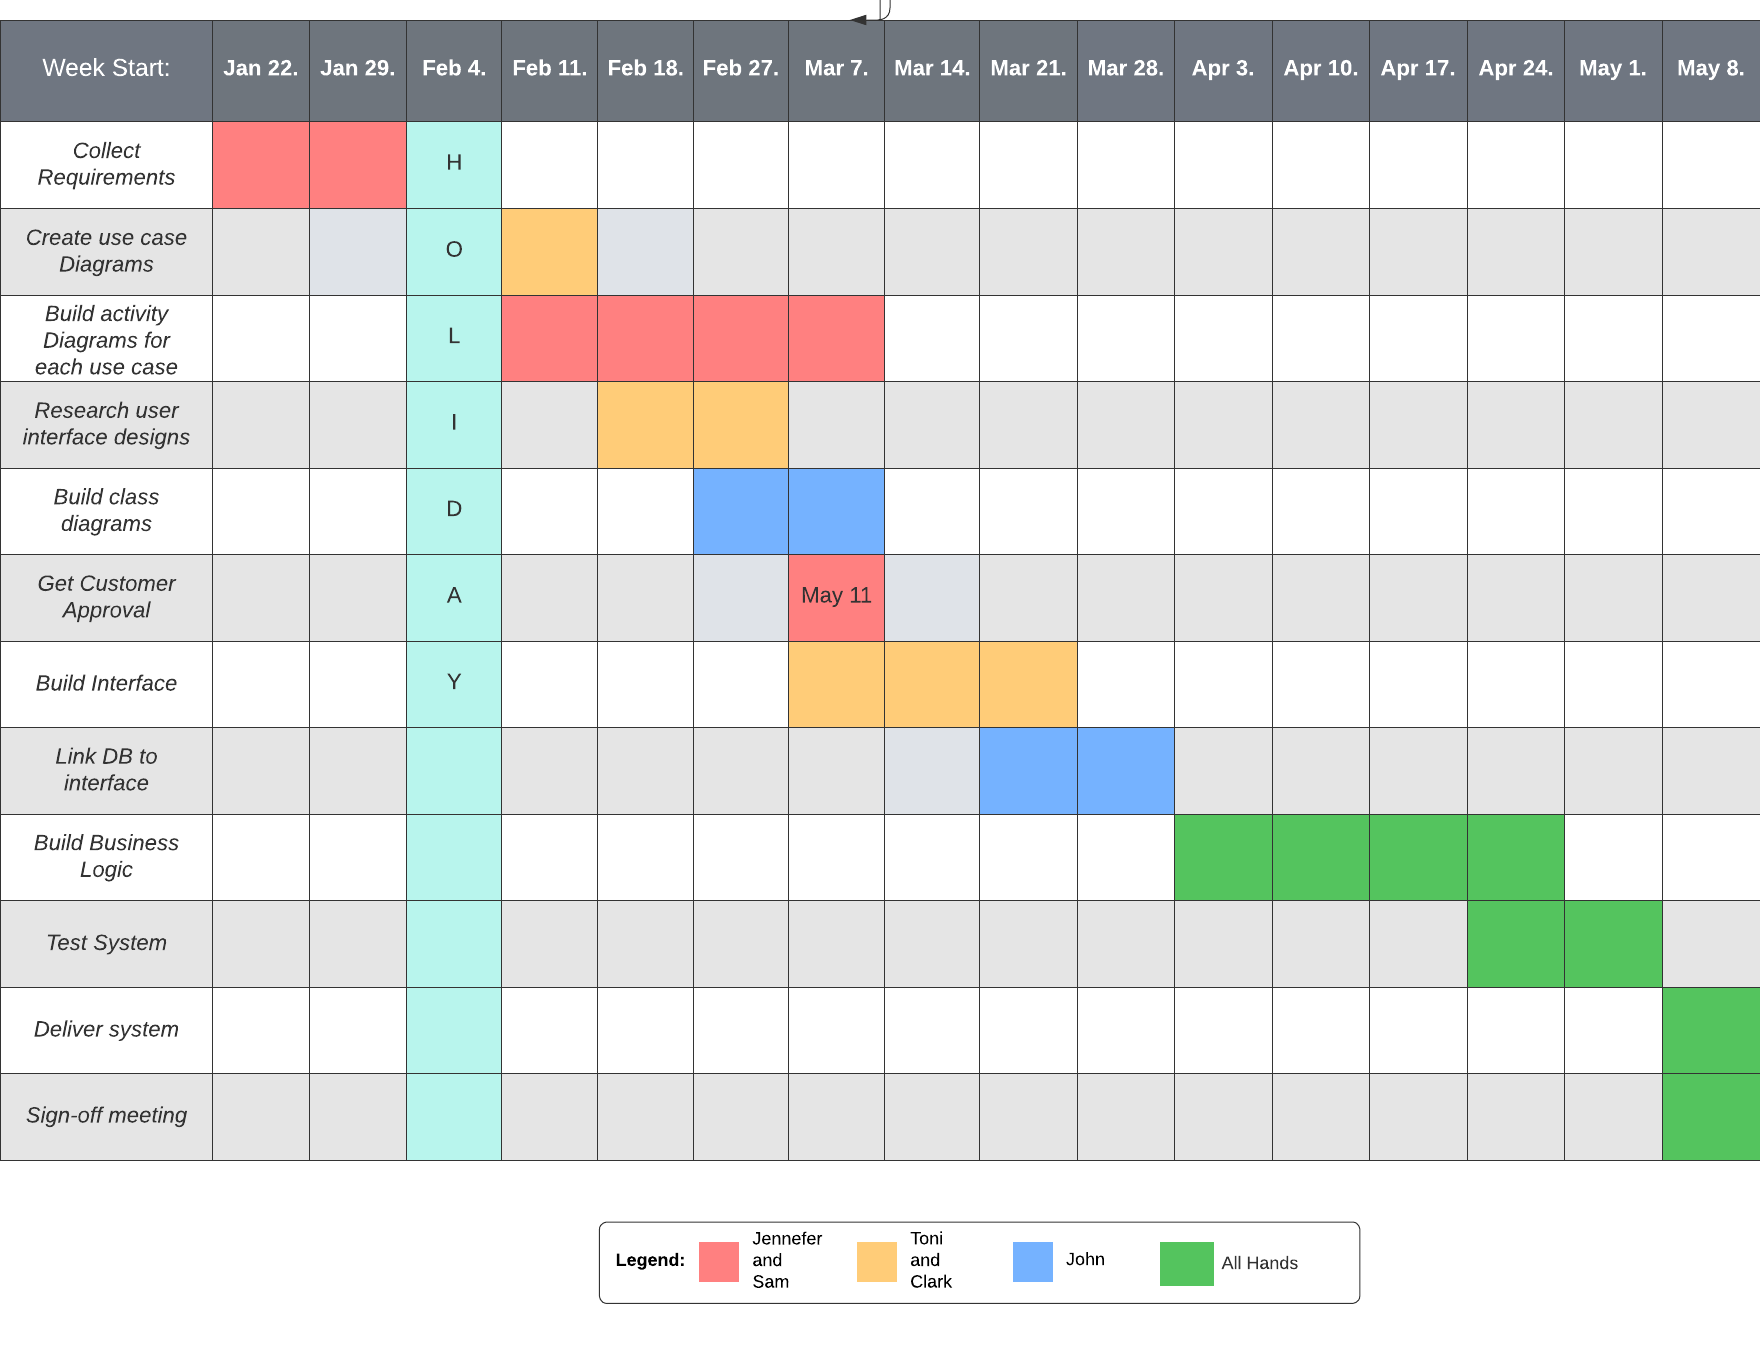 Week Start: Jan 22. Jan 29. Feb 4. Feb 11. Feb 18. Feb 27. Mar 7. Mar 14. Mar 21. Mar 28. Apr 3. Apr 10. Apr 17. Apr 24. May 1. May 8.
Collect
Requirements
H
Create use case
Diagrams
O
Build activity
Diagrams for
each use case
L
Research user
interface designs
I
Build class
diagrams
D
Get Customer
Approval
A
May 11
Build Interface
Y
Link DB to
interface
Build Business
Logic
Test System
Deliver system
Sign-off meeting
Legend:
Jennefer
and
Sam
Toni
and
Clark
John
All Hands